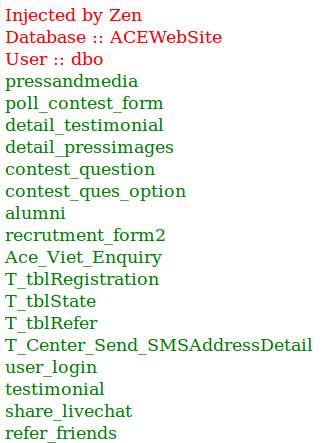 Injected by Zen
Database :: ACEWebSite
User :: dbo
pressandmedia
poll_contest_form
detail_testimonial
detail_pressimages
contest_question
contest_ques_option
alumni
recrutment_form2
Ace_Viet_Enquiry
T_tblRegistration
T_tblState
T_tblRefer
T_Center_Send_SMSAddressDetail
user_login
testimonial
share_livechat
refer_friends